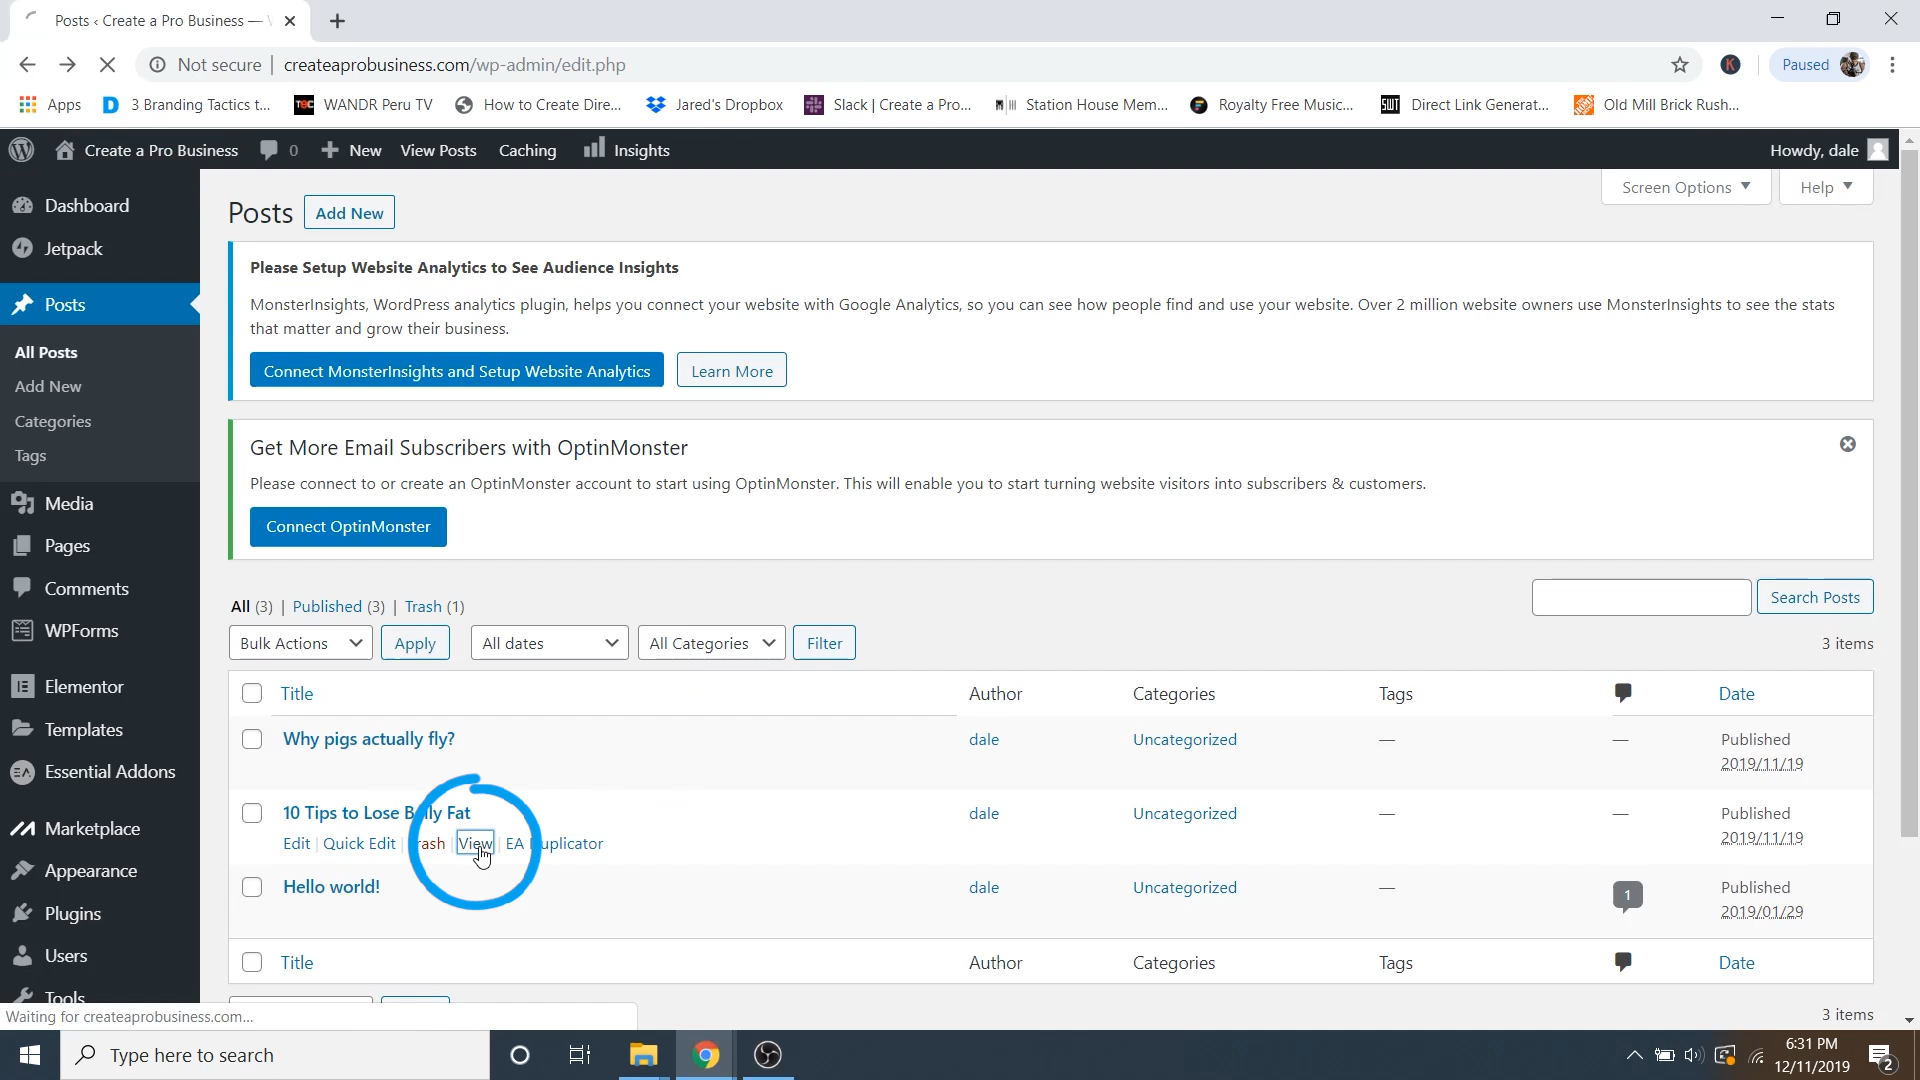 Posts ‹ Create a Pro Business —
Not secure | createaprobusiness.com/wp-admin/edit.php
K
Paused
Apps
D 3 Branding Tactics t...
TEC WANDR Peru TV
How to Create Dire...
Jared's Dropbox
Slack | Create a Pro...
Station House Mem...
Royalty Free Music...
SWT Direct Link Generat...
Old Mill Brick Rush...
Create a Pro Business
0
New
View Posts
Caching
Insights
Howdy, dale
Dashboard
Jetpack
Posts
All Posts
Add New
Categories
Tags
Media
Pages
Comments
WPForms
Elementor
Templates
Essential Addons
Marketplace
Appearance
Plugins
Users
Tools
Screen Options
Help
Posts
Add New
Please Setup Website Analytics to See Audience Insights
MonsterInsights, WordPress analytics plugin, helps you connect your website with Google Analytics, so you can see how people find and use your website. Over 2 million website owners use MonsterInsights to see the stats
that matter and grow their business.
Connect MonsterInsights and Setup Website Analytics
Learn More
Get More Email Subscribers with OptinMonster
Please connect to or create an OptinMonster account to start using OptinMonster. This will enable you to start turning website visitors into subscribers & customers.
Connect OptinMonster
All (3) | Published (3) | Trash (1)
Search Posts
Bulk Actions
Apply
All dates
All Categories
Filter
3 items
Title Author Categories Tags Date
Why pigs actually fly? dale Uncategorized — — Published
2019/11/19
10 Tips to Lose Belly Fat dale Uncategorized — — Published
2019/11/19
Edit | Quick Edit | Trash | View | EA Duplicator
Hello world! dale Uncategorized — 1 Published
2019/01/29
Title Author Categories Tags Date
3 items
Waiting for createaprobusiness.com...
Type here to search
6:31 PM
12/11/2019
2